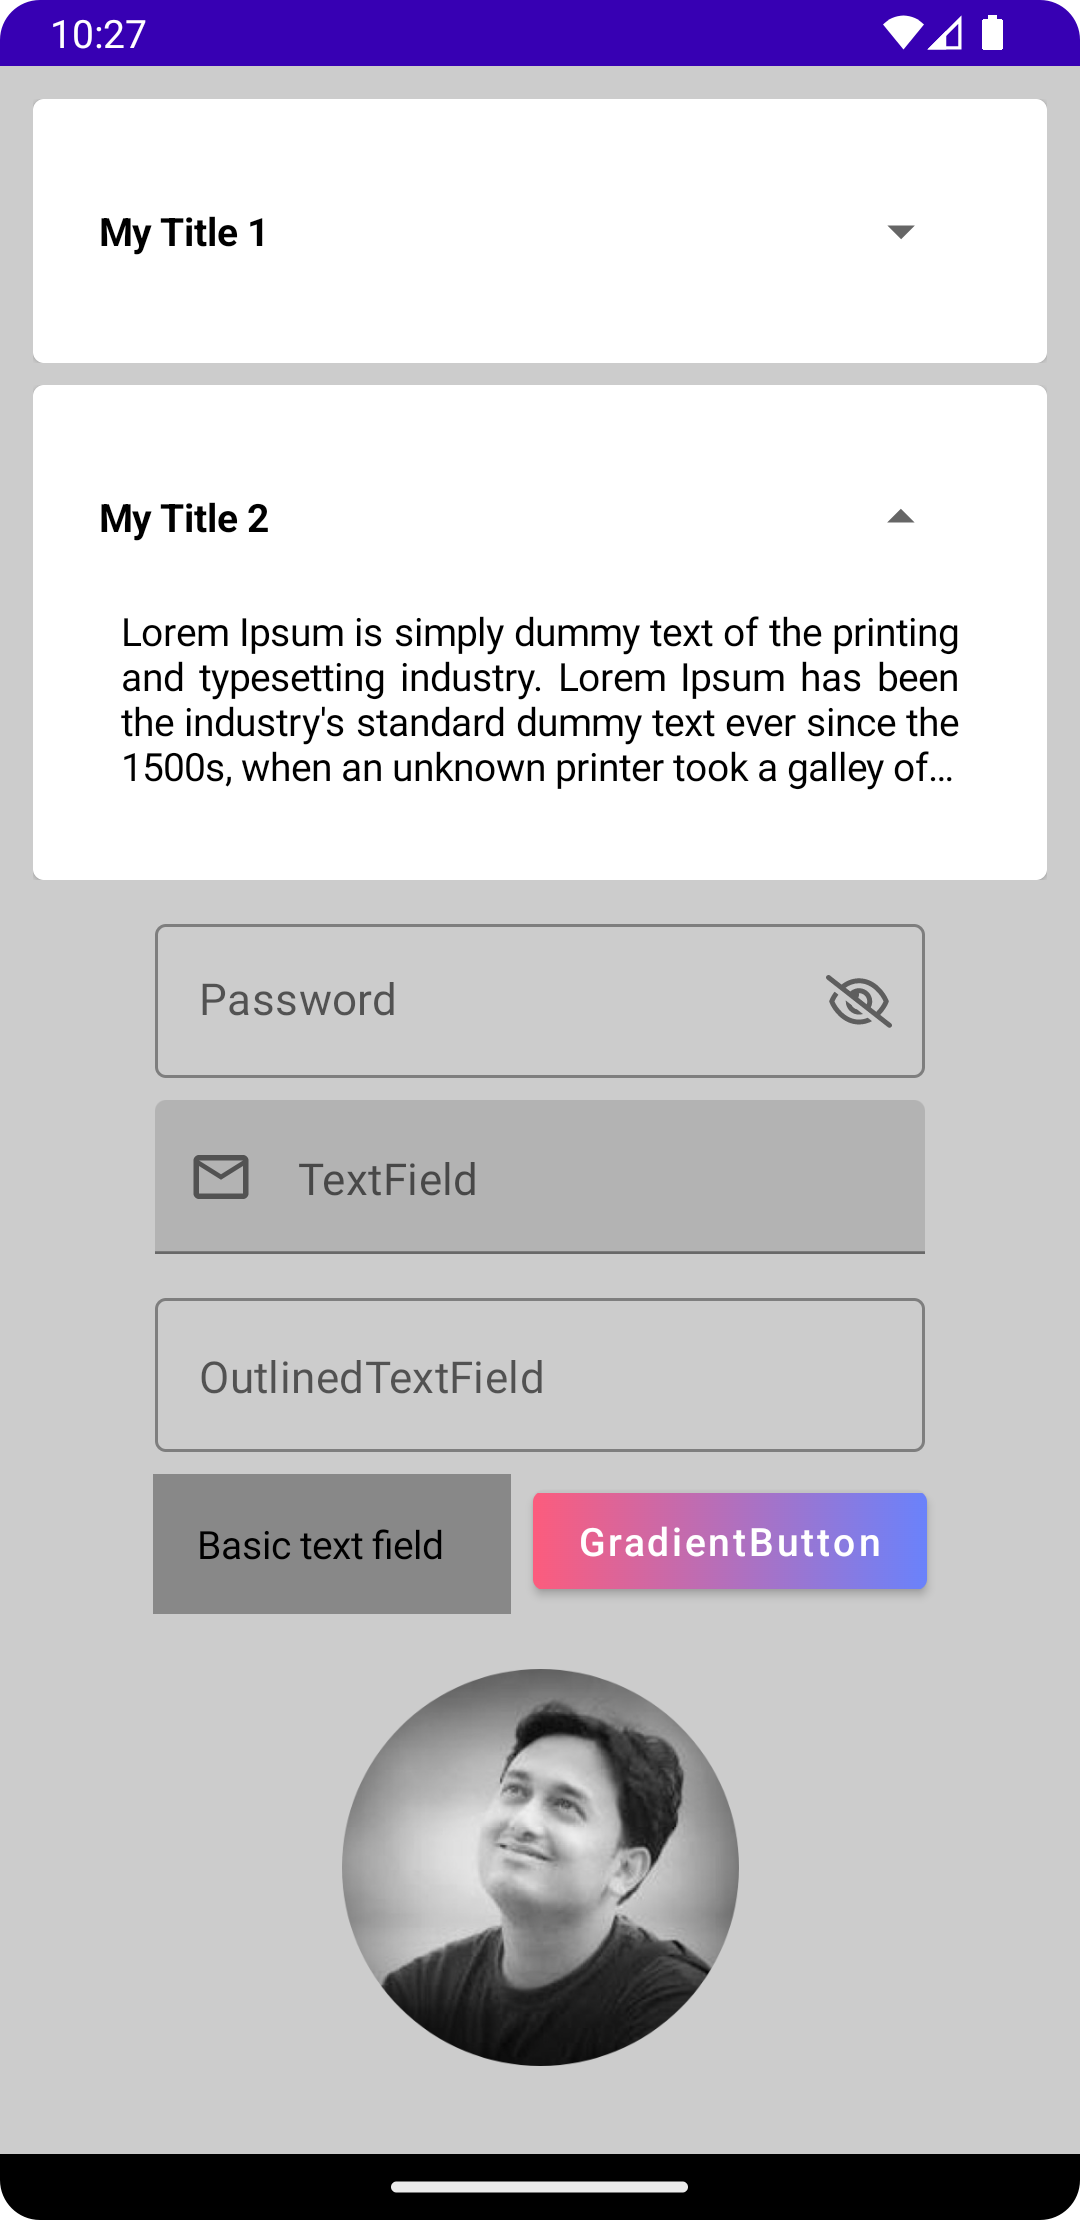 10:27
My Title 1
My Title 2
Lorem Ipsum is simply dummy text of the printing
and typesetting industry. Lorem Ipsum has been
the industry's standard dummy text ever since the
1500s, when an unknown printer took a galley of…
Password
TextField
OutlinedTextField
Basic text field
GradientButton